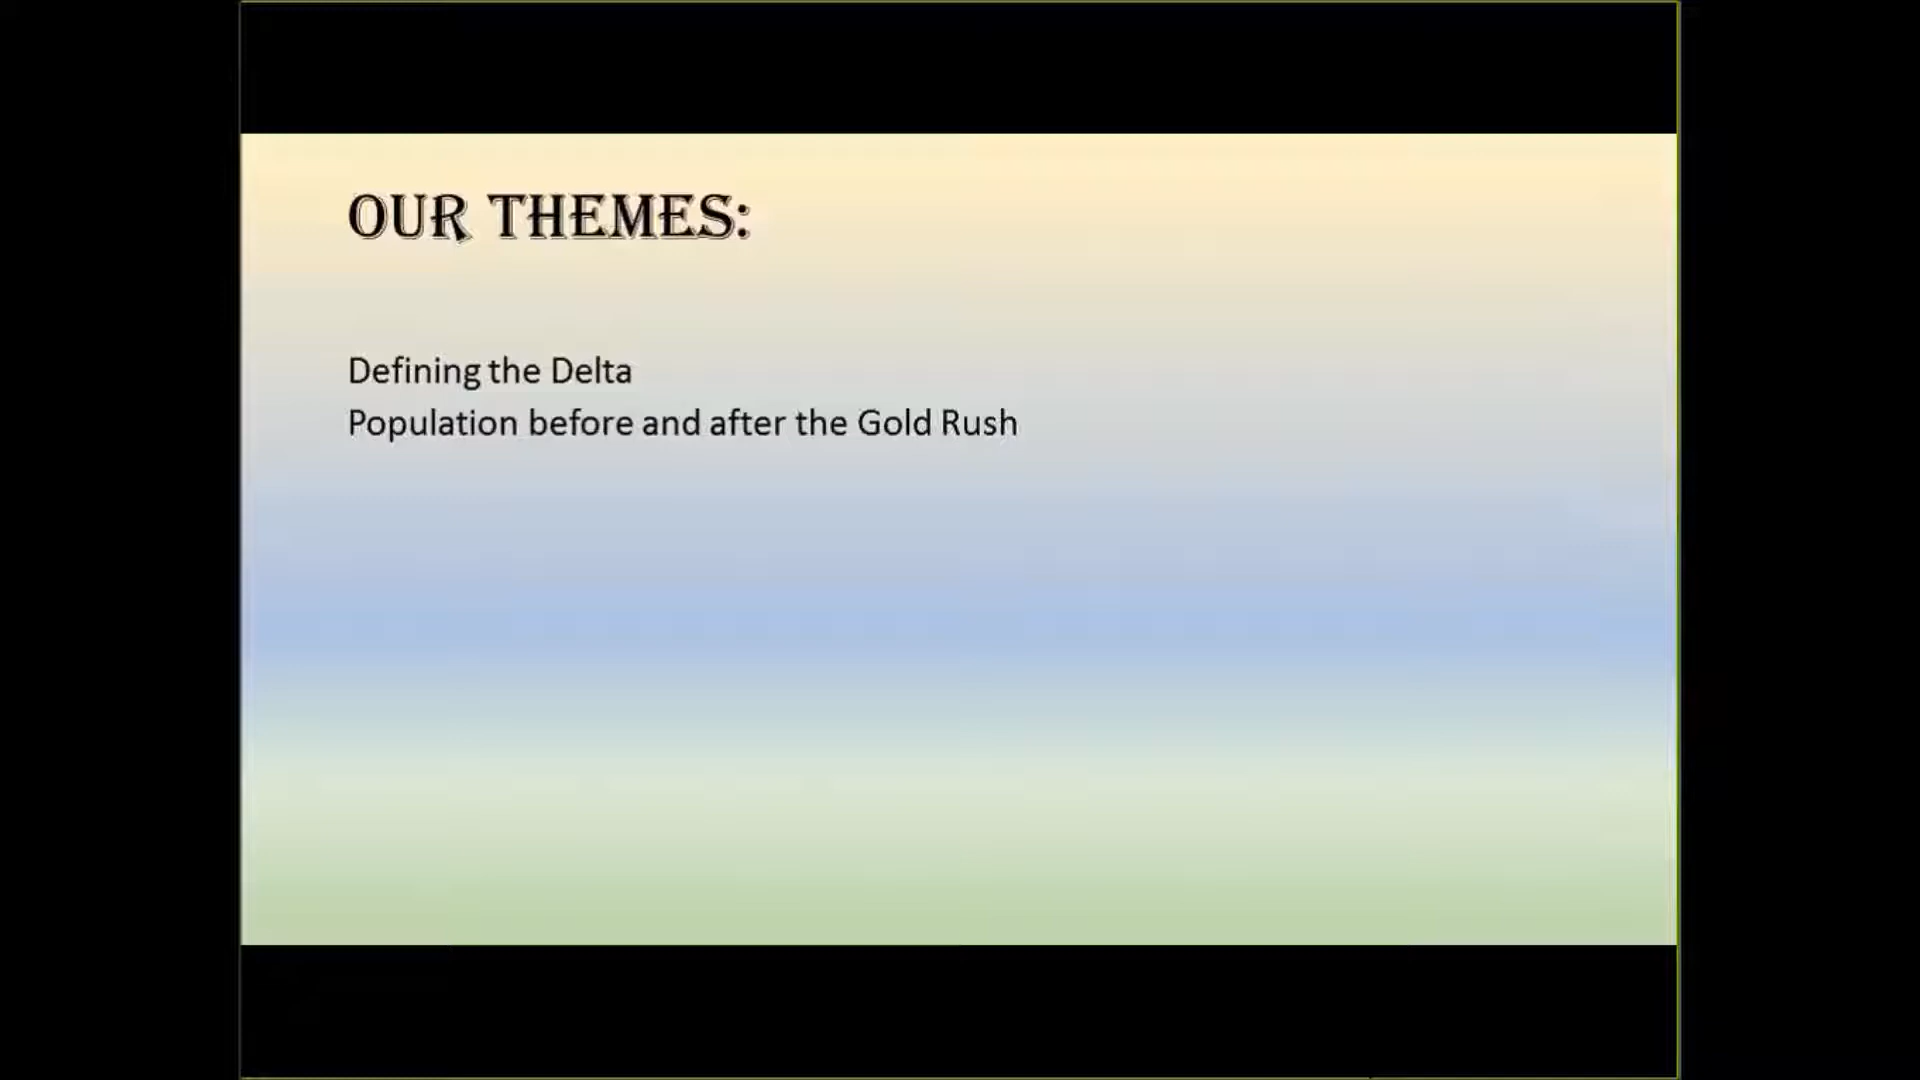 OUR THEMES:
Defining the Delta
Population before and after the Gold Rush